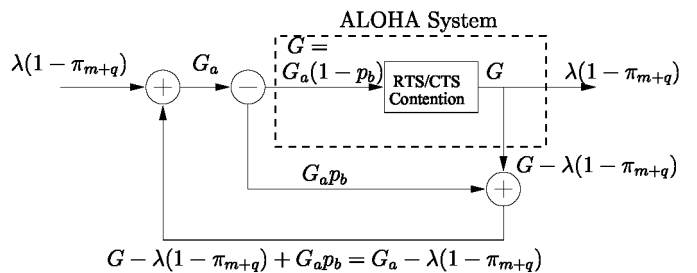 ALOHA System
G =
λ(1 − π_{m+q})
G_a
G_a(1 − p_b)
RTS/CTS
Contention
G
λ(1 − π_{m+q})
+
−
G_a p_b
G − λ(1 − π_{m+q})
+
G − λ(1 − π_{m+q}) + G_a p_b = G_a − λ(1 − π_{m+q})